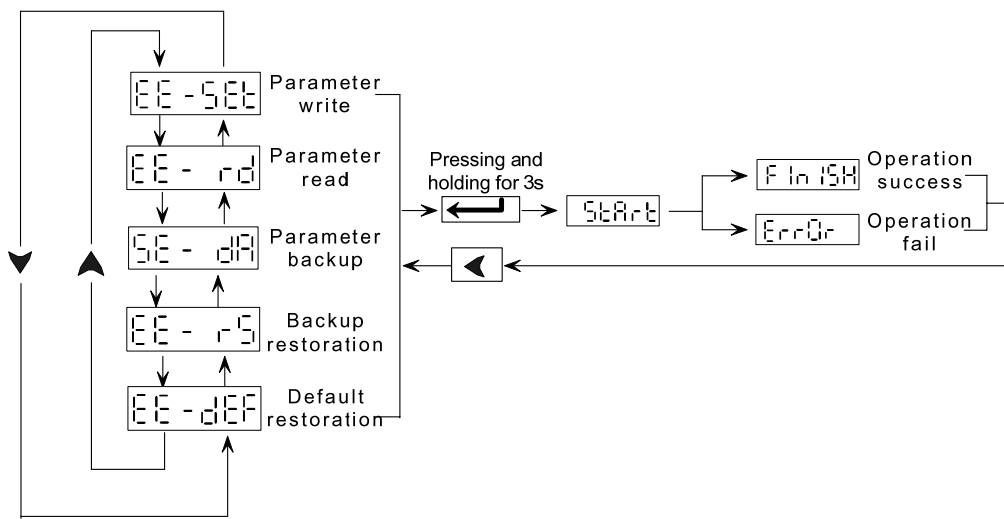 EE-SEt
Parameter
write
EE- rd
Parameter
read
SE- dA
Parameter
backup
EE- rS
Backup
restoration
EE-dEF
Default
restoration
Pressing and
holding for 3s
StArt
FInISH
Operation
success
ErrOr
Operation
fail